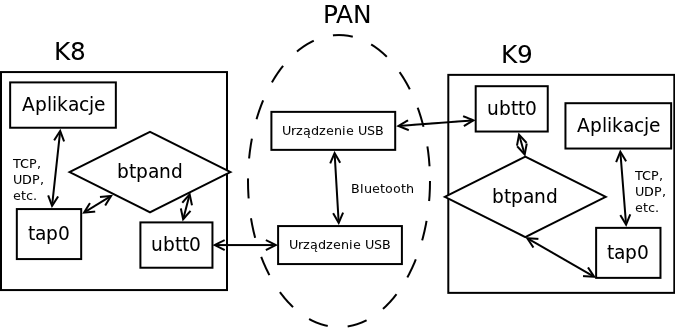 PAN
K8
K9
Aplikacje
TCP,
UDP,
etc.
btpand
tap0
ubtt0
Urządzenie USB
Bluetooth
Urządzenie USB
ubtt0
Aplikacje
btpand
TCP,
UDP,
etc.
tap0